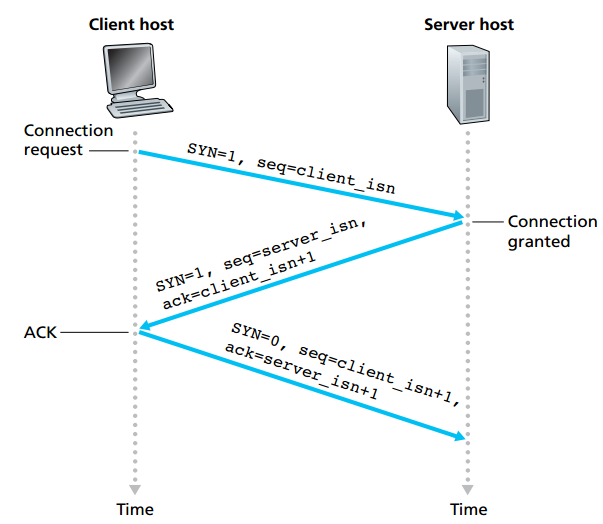 Client host
Server host
Connection
request
SYN=1, seq=client_isn
Connection
granted
SYN=1, seq=server_isn,
ack=client_isn+1
ACK
SYN=0, seq=client_isn+1,
ack=server_isn+1
Time
Time